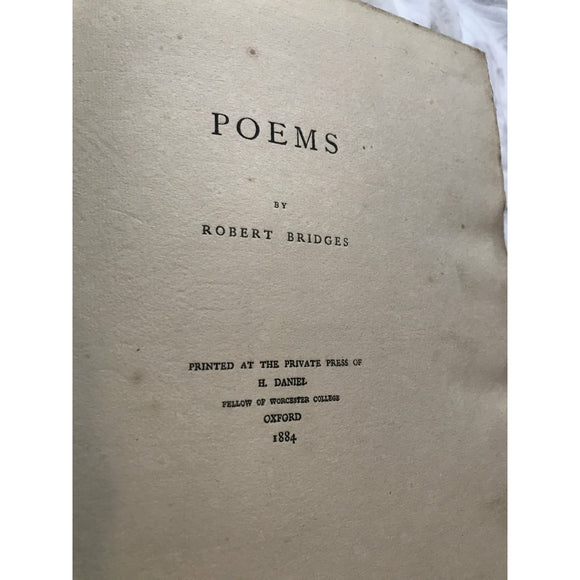 POEMS
BY
ROBERT BRIDGES
PRINTED AT THE PRIVATE PRESS OF
H. DANIEL
FELLOW OF WORCESTER COLLEGE
OXFORD
1884